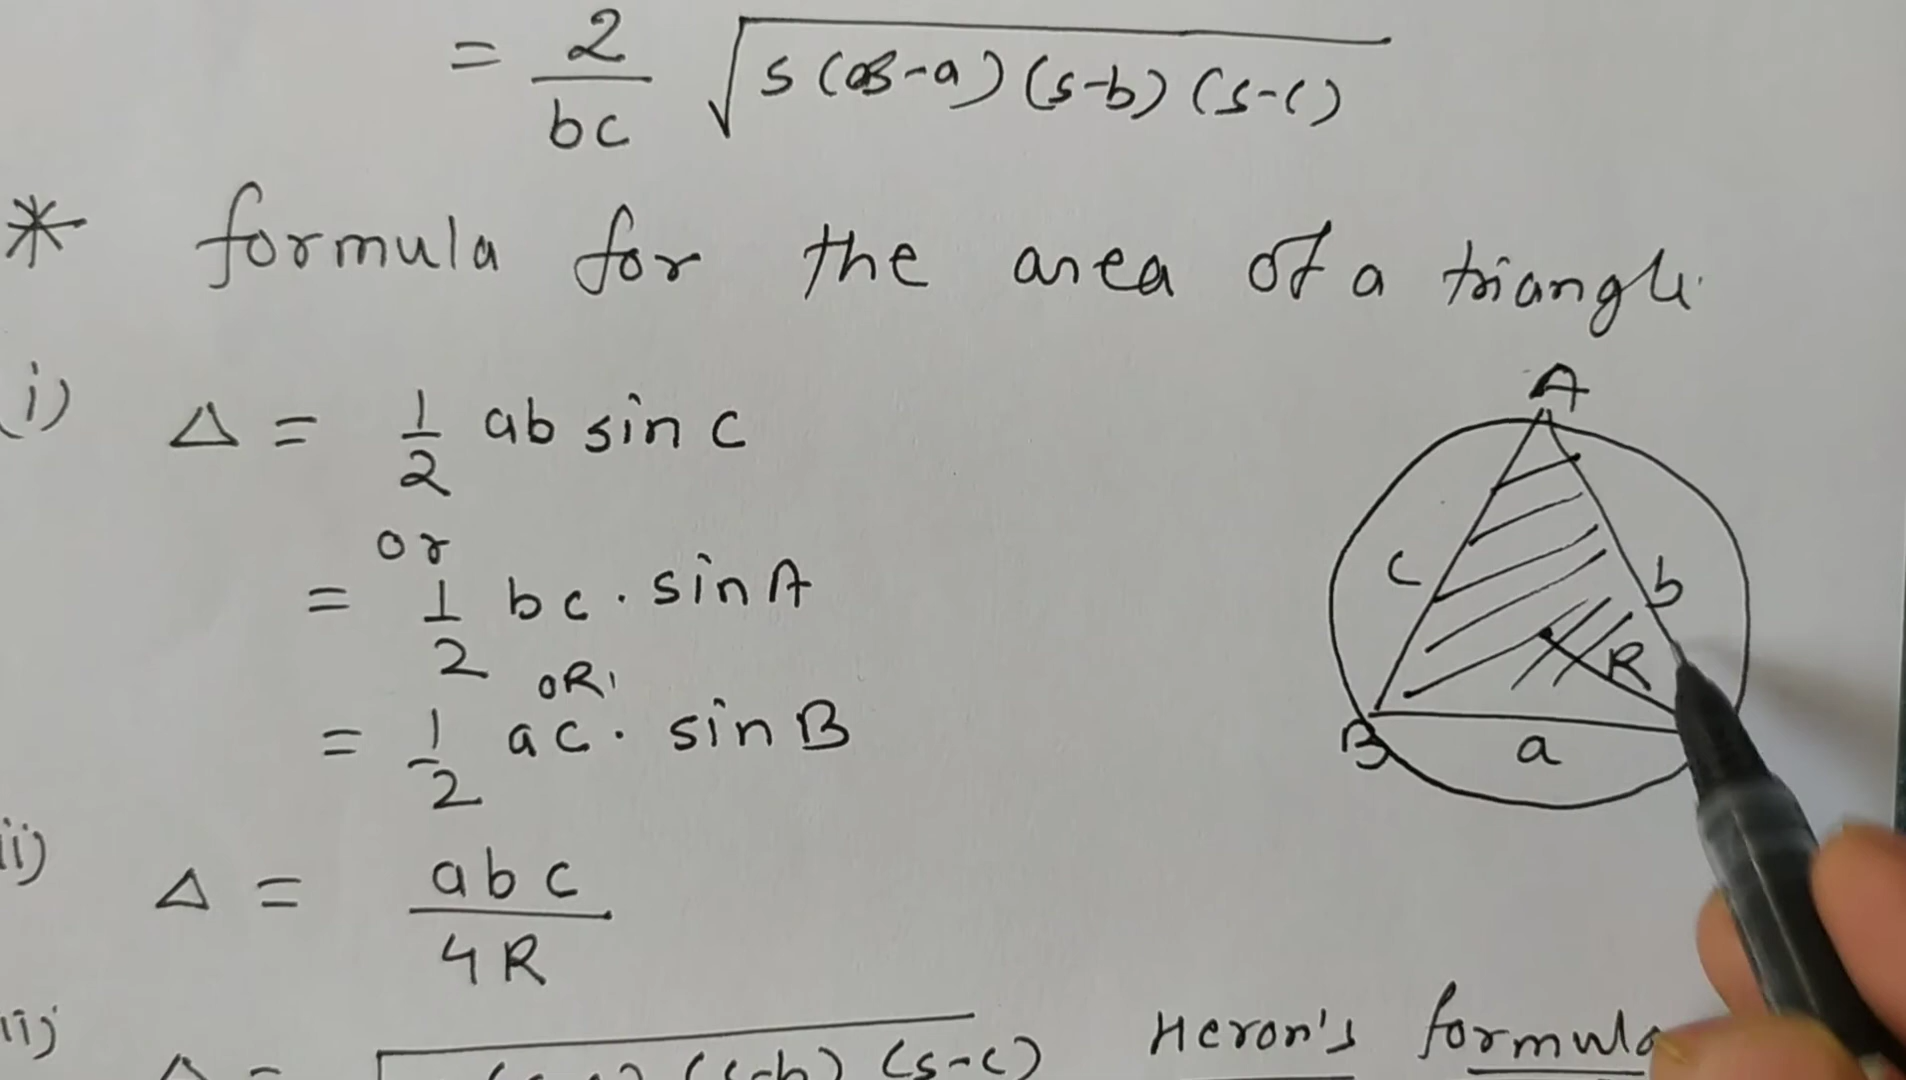 = 2/bc √s(s-a)(s-b)(s-c)
* formula for the area of a triangle.
i) Δ = 1/2 ab sin C
or
= 1/2 bc · sin A
OR
= 1/2 ac · sin B
ii) Δ = abc/4R
Δ = (s-b)(s-c) Heron's formula
A
c
b
R
B
a